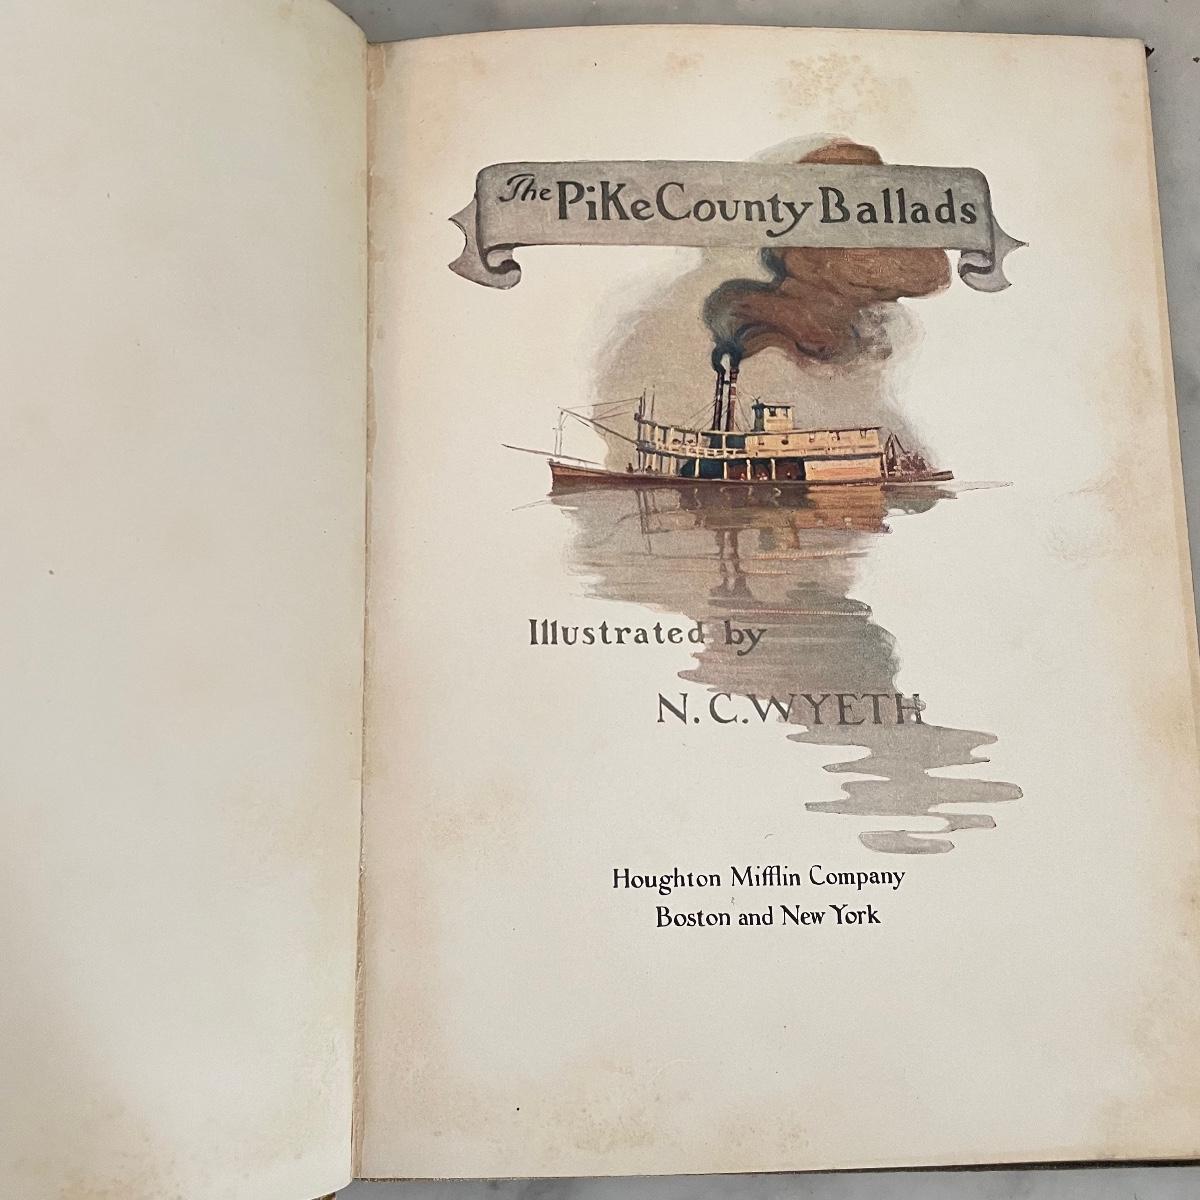 The Pike County Ballads
Illustrated by
N. C. WYETH
Houghton Mifflin Company
Boston and New York